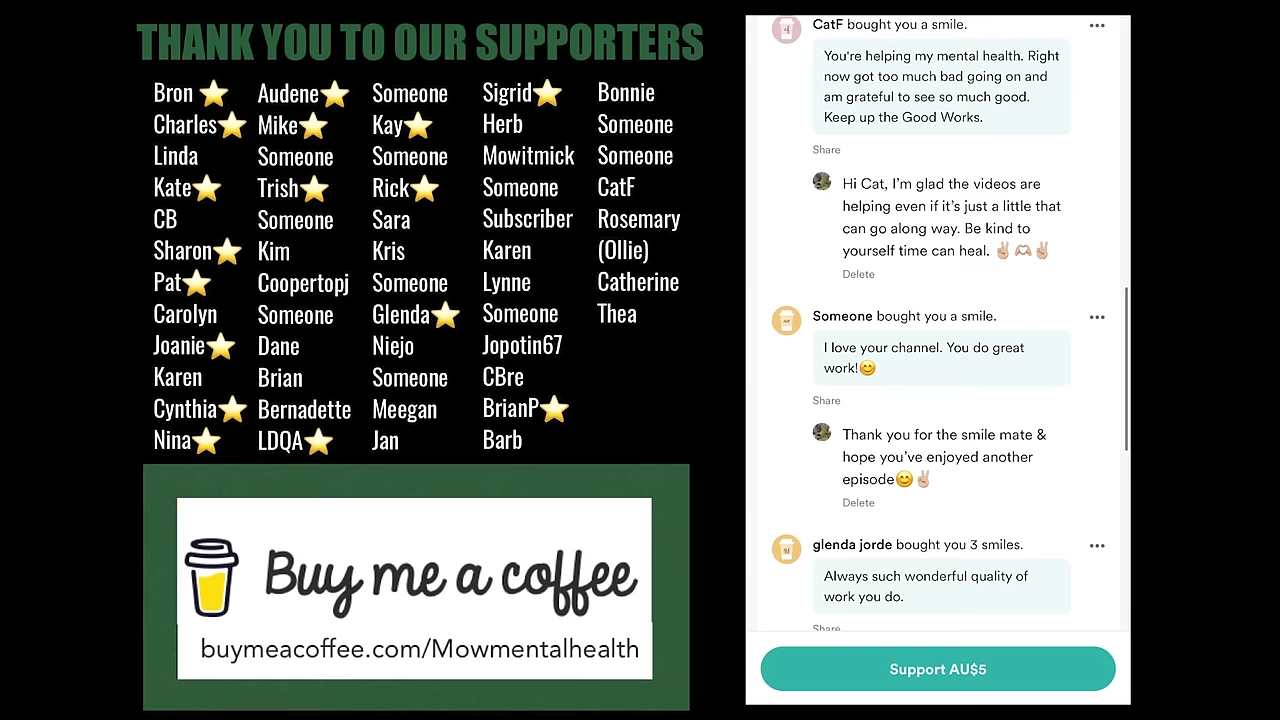 THANK YOU TO OUR SUPPORTERS
Bron ⭐
Charles⭐
Linda
Kate⭐
CB
Sharon⭐
Pat⭐
Carolyn
Joanie⭐
Karen
Cynthia⭐
Nina⭐
Audene⭐
Mike⭐
Someone
Trish⭐
Someone
Kim
Coopertopj
Someone
Dane
Brian
Bernadette
LDQA⭐
Someone
Kay⭐
Someone
Rick⭐
Sara
Kris
Someone
Glenda⭐
Niejo
Someone
Meegan
Jan
Sigrid⭐
Herb
Mowitmick
Someone
Subscriber
Karen
Lynne
Someone
Jopotin67
CBre
BrianP⭐
Barb
Bonnie
Someone
Someone
CatF
Rosemary
(Ollie)
Catherine
Thea
Buy me a coffee
buymeacoffee.com/Mowmentalhealth
CatF bought you a smile.
You're helping my mental health. Right
now got too much bad going on and
am grateful to see so much good.
Keep up the Good Works.
Share
Hi Cat, I'm glad the videos are
helping even if it's just a little that
can go along way. Be kind to
yourself time can heal. ✌🏼🫶🏼✌🏼
Delete
Someone bought you a smile.
I love your channel. You do great
work!😊
Share
Thank you for the smile mate &
hope you've enjoyed another
episode😊✌🏼
Delete
glenda jorde bought you 3 smiles.
Always such wonderful quality of
work you do.
Share
Support AU$5